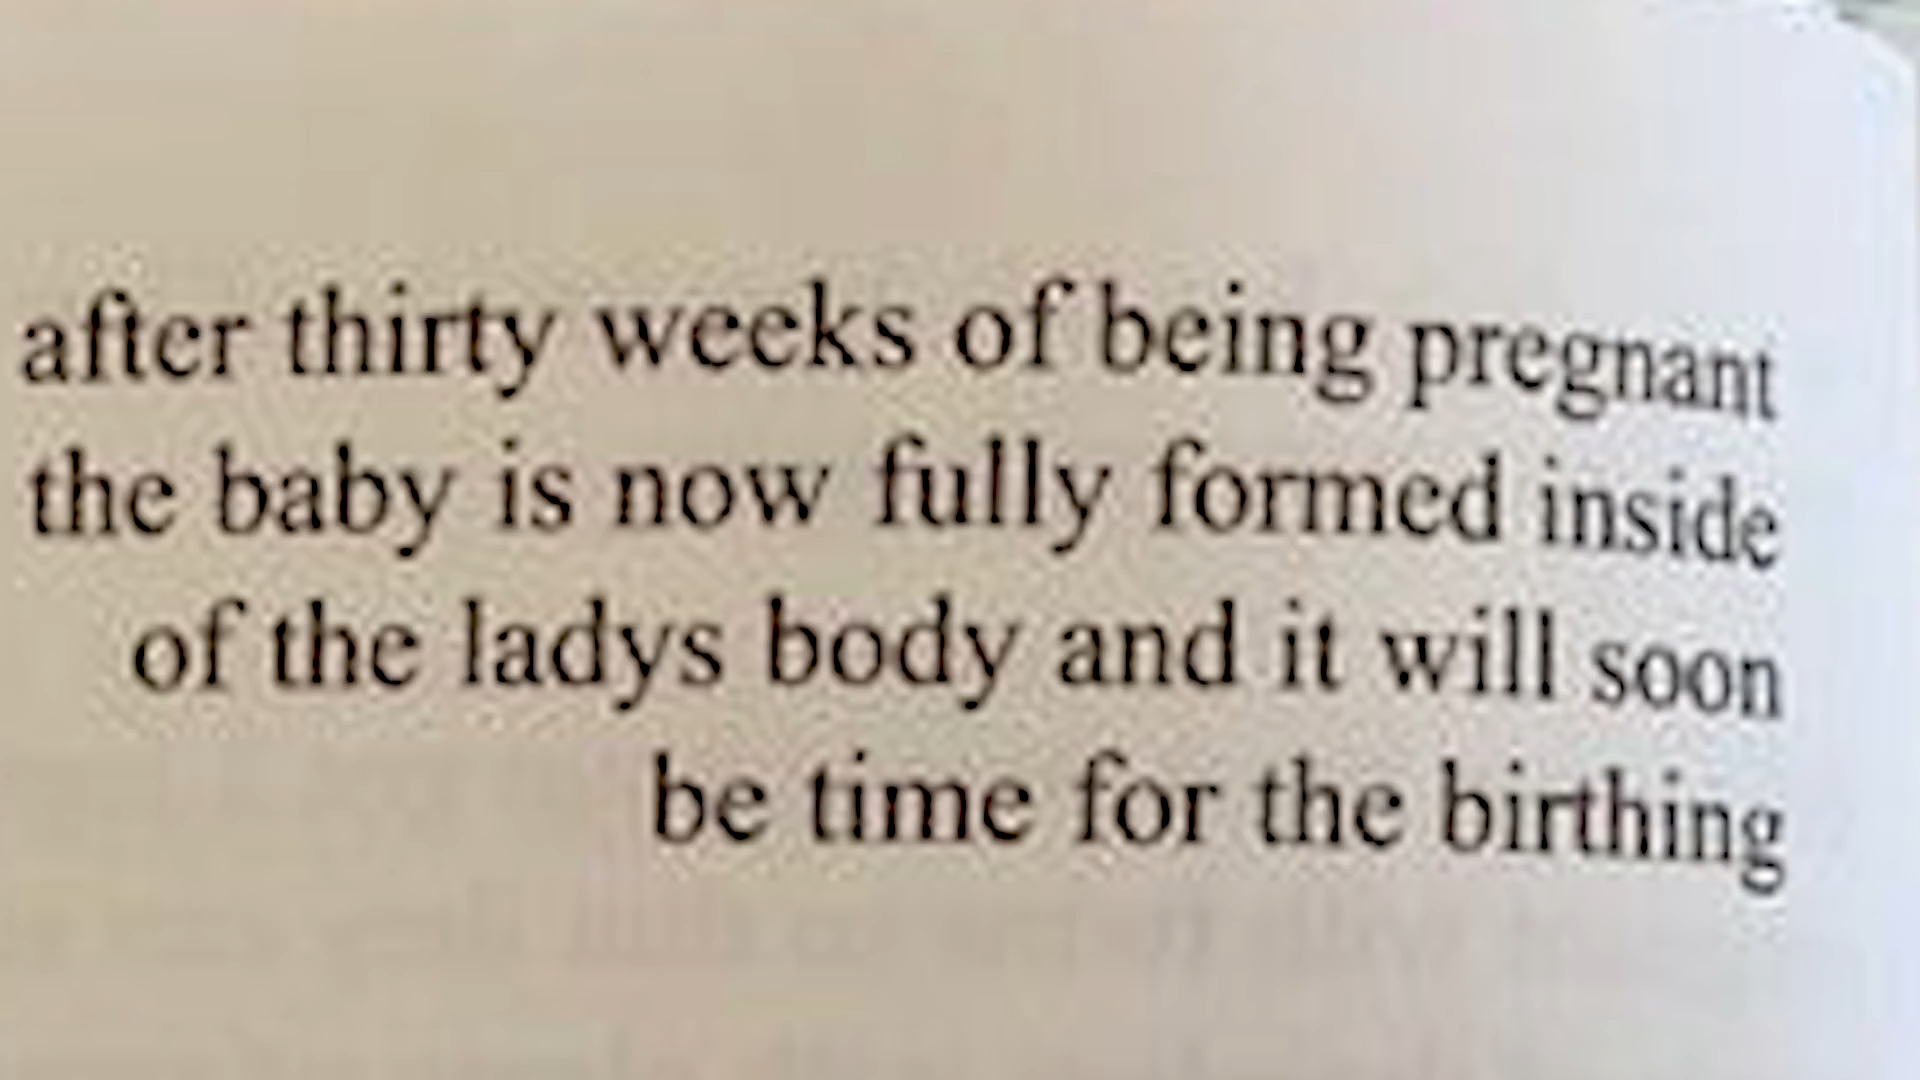 after thirty weeks of being pregnant
the baby is now fully formed inside
of the ladys body and it will soon
be time for the birthing